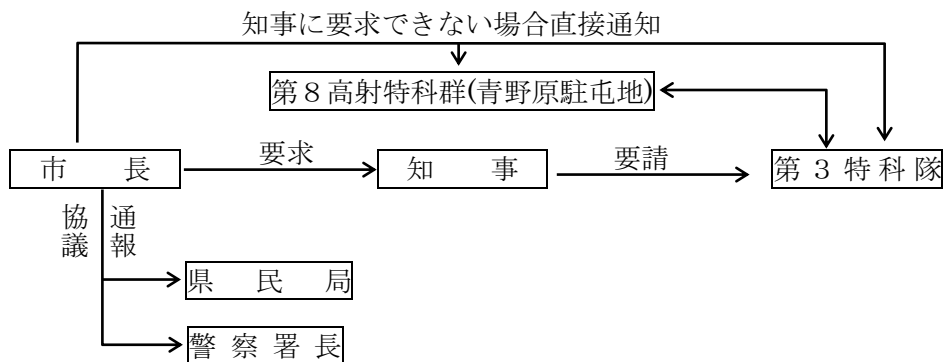 知事に要求できない場合直接通知
第8高射特科群(青野原駐屯地)
市長
要求
知事
要請
第3特科隊
協議
通報
県民局
警察署長